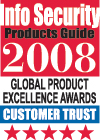 Info Security
Products Guide
2008
GLOBAL PRODUCT
EXCELLENCE AWARDS
CUSTOMER TRUST